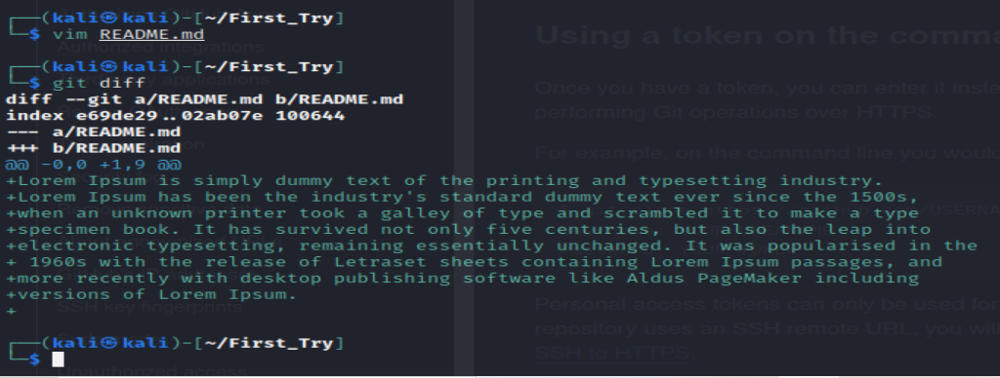 ┌──(kali㉿kali)-[~/First_Try]
└─$ vim README.md
┌──(kali㉿kali)-[~/First_Try]
└─$ git diff
diff --git a/README.md b/README.md
index e69de29..02ab07e 100644
--- a/README.md
+++ b/README.md
@@ -0,0 +1,9 @@
+Lorem Ipsum is simply dummy text of the printing and typesetting industry.
+Lorem Ipsum has been the industry's standard dummy text ever since the 1500s,
+when an unknown printer took a galley of type and scrambled it to make a type
+specimen book. It has survived not only five centuries, but also the leap into
+electronic typesetting, remaining essentially unchanged. It was popularised in the
+ 1960s with the release of Letraset sheets containing Lorem Ipsum passages, and
+more recently with desktop publishing software like Aldus PageMaker including
+versions of Lorem Ipsum.
+
┌──(kali㉿kali)-[~/First_Try]
└─$
Authorized integrations
applications
SSH key fingerprints
Unauthorized access
Using a token on the comma
Once you have a token, you can enter it inste
performing Git operations over HTTPS.
For example, on the command line you would
/USERNA
Personal access tokens can only be used for
repository uses an SSH remote URL, you will
SSH to HTTPS.